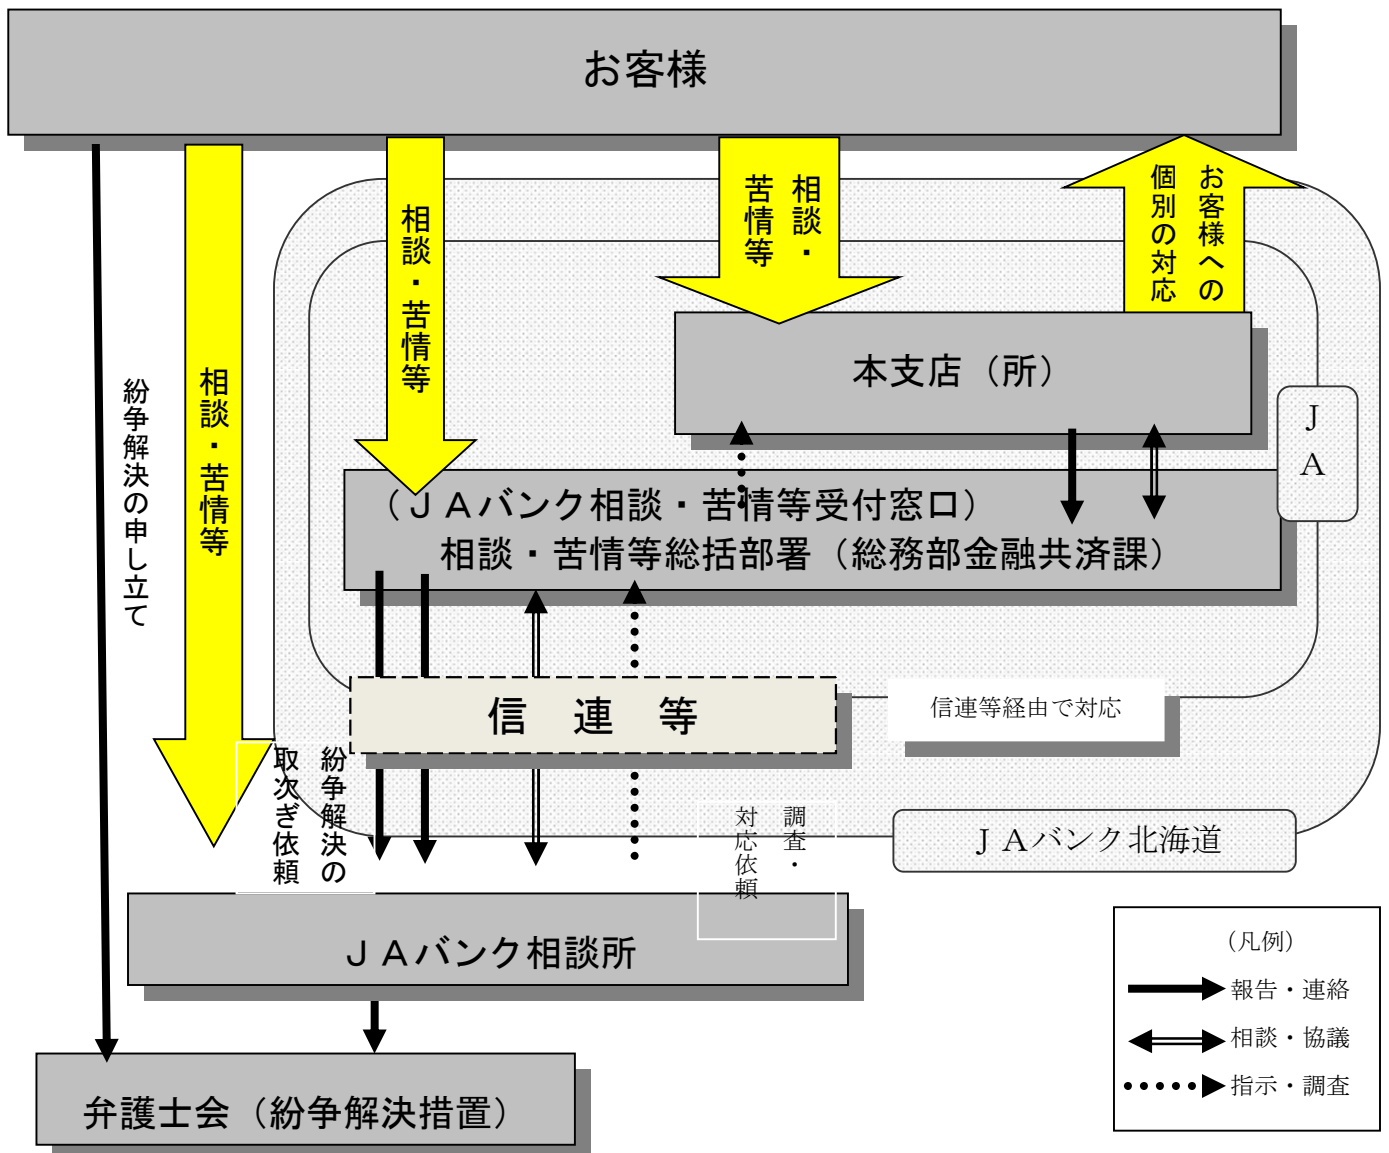 お客様
紛争解決の申し立て
相談・苦情等
相談・苦情等
相談・
苦情等
お客様への
個別の対応
本支店（所）
ＪＡ
（ＪＡバンク相談・苦情等受付窓口）
相談・苦情等総括部署（総務部金融共済課）
信　連　等
信連等経由で対応
紛争解決の
取次ぎ依頼
調査・
対応依頼
ＪＡバンク北海道
ＪＡバンク相談所
弁護士会（紛争解決措置）
（凡例）
報告・連絡
相談・協議
指示・調査